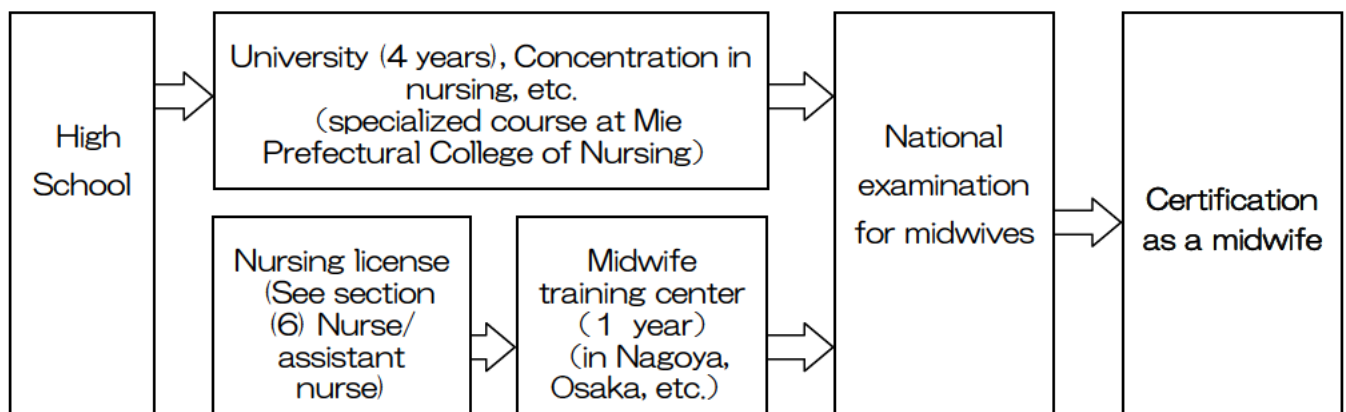 High
School
University (4 years), Concentration in
nursing, etc.
(specialized course at Mie
Prefectural College of Nursing)
Nursing license
(See section
(6) Nurse/
assistant
nurse)
Midwife
training center
(1 year)
(in Nagoya,
Osaka, etc.)
National
examination
for midwives
Certification
as a midwife